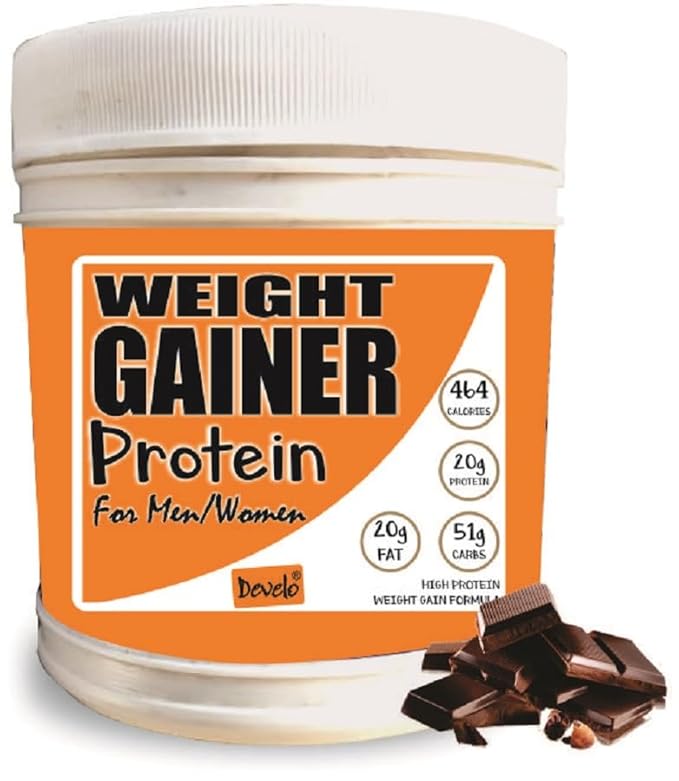 WEIGHT
GAINER
Protein
For Men/Women
464
CALORIES
20g
PROTEIN
20g
FAT
51g
CARBS
Develo®
HIGH PROTEIN
WEIGHT GAIN FORMULA